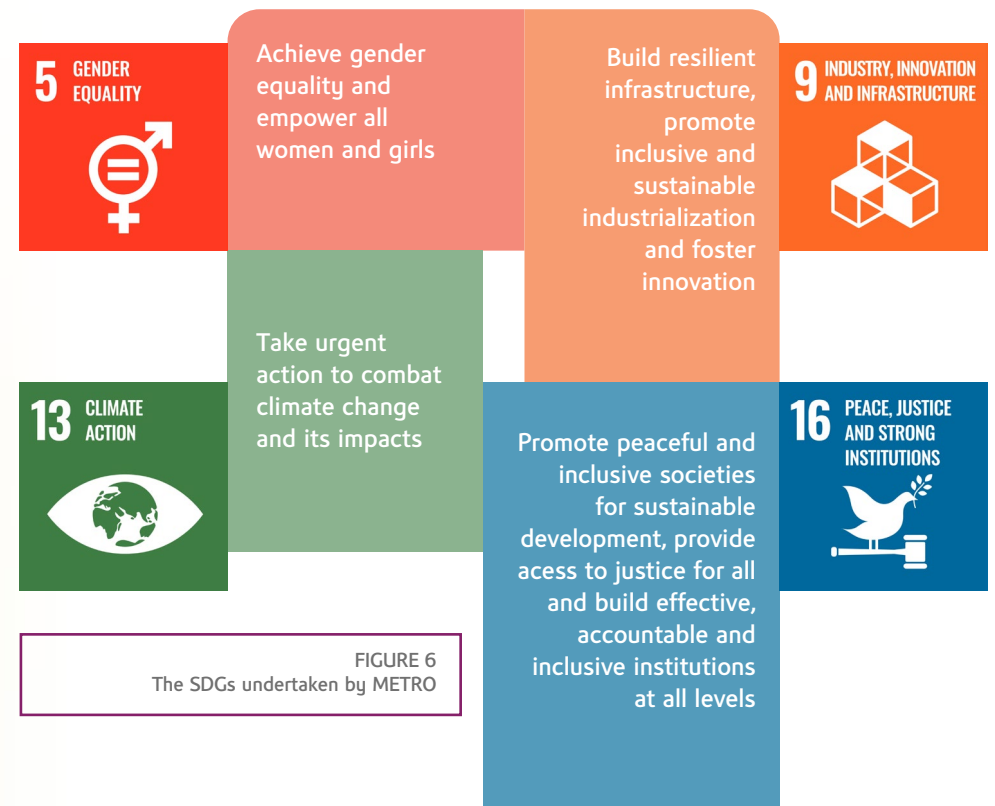 5 GENDER
EQUALITY
Achieve gender
equality and
empower all
women and girls
Build resilient
infrastructure,
promote
inclusive and
sustainable
industrialization
and foster
innovation
9 INDUSTRY, INNOVATION
AND INFRASTRUCTURE
13 CLIMATE
ACTION
Take urgent
action to combat
climate change
and its impacts
Promote peaceful and
inclusive societies
for sustainable
development, provide
acess to justice for all
and build effective,
accountable and
inclusive institutions
at all levels
16 PEACE, JUSTICE
AND STRONG
INSTITUTIONS
FIGURE 6
The SDGs undertaken by METRO